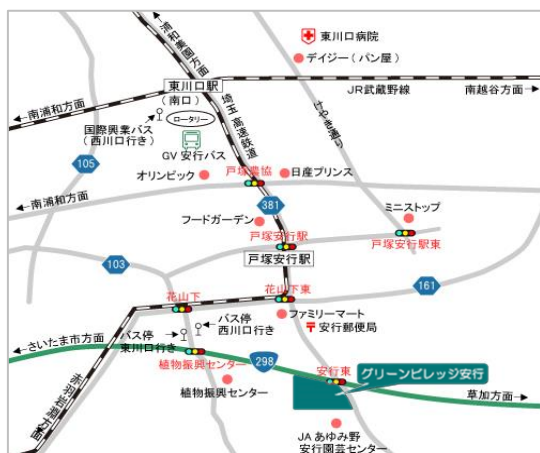 浦和美園方面
東川口病院
デイジー（パン屋）
東川口駅
（南口）
JR武蔵野線
南越谷方面
南浦和方面
埼玉高速鉄道
けやき通り
ロータリー
国際興業バス
（西川口行き）
GV 安行バス
105
オリンピック
戸塚農協
日産プリンス
南浦和方面
381
ミニストップ
フードガーデン
戸塚安行駅
戸塚安行駅東
戸塚安行駅
103
161
花山下
花山下東
ファミリーマート
安行郵便局
バス停
西川口行き
バス停
東川口行き
さいたま市方面
植物振興センター
298
安行東
グリーンビレッジ安行
植物振興センター
草加方面
赤羽岩淵方面
JA あゆみ野
安行園芸センター